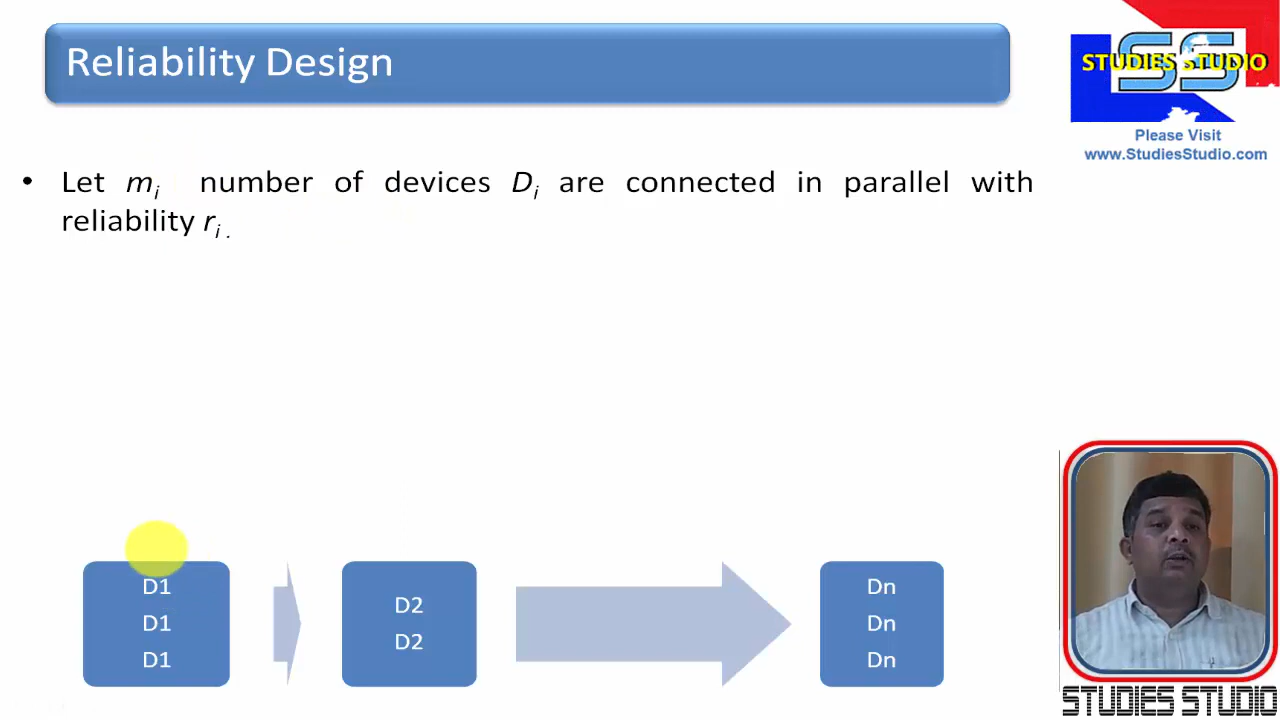 Reliability Design
SS
STUDIES STUDIO
Please Visit
www.StudiesStudio.com
• Let mi number of devices Di are connected in parallel with
reliability ri .
D1
D1
D1
D2
D2
Dn
Dn
Dn
STUDIES STUDIO